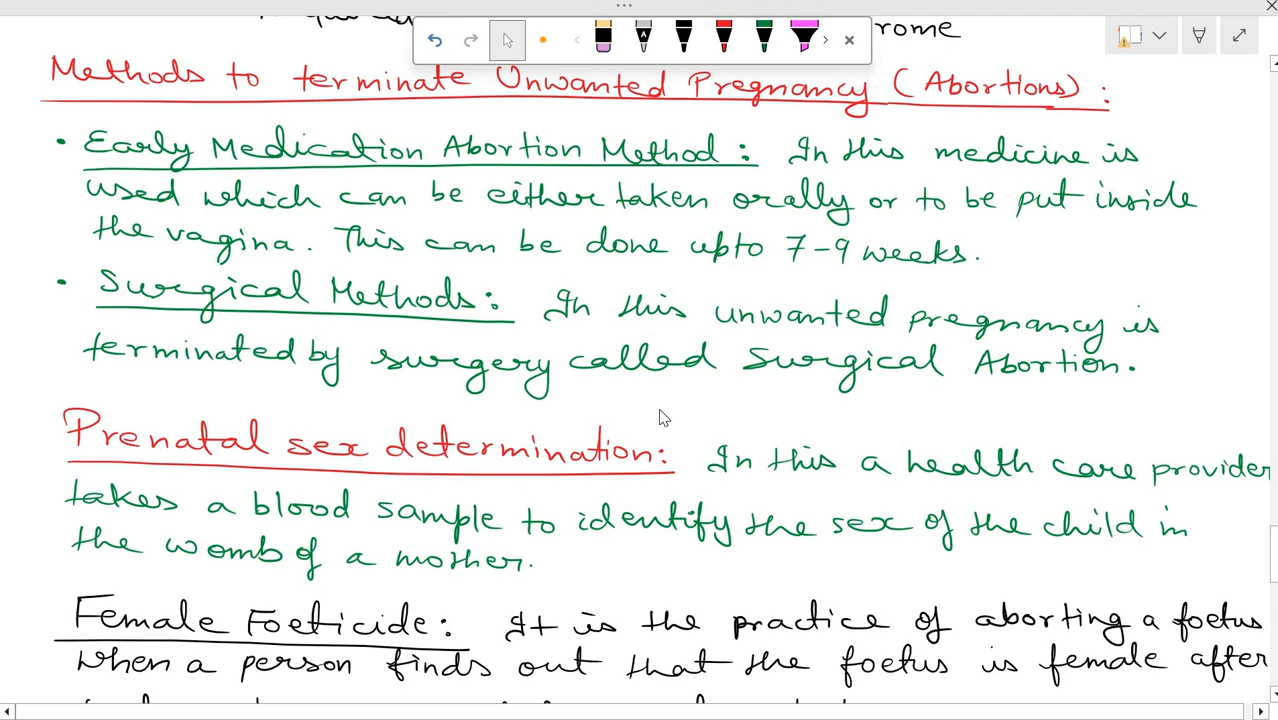 rome
Methods to terminate Unwanted Pregnancy (Abortions) :
• Early Medication Abortion Method : In this medicine is
used which can be either taken orally or to be put inside
the vagina. This can be done upto 7-9 weeks.
• Surgical Methods : In this unwanted pregnancy is
terminated by surgery called Surgical Abortion.
Prenatal sex determination: In this a health care provider
takes a blood sample to identify the sex of the child in
the womb of a mother.
Female Foeticide : It is the practice of aborting a foetus
when a person finds out that the foetus is female after